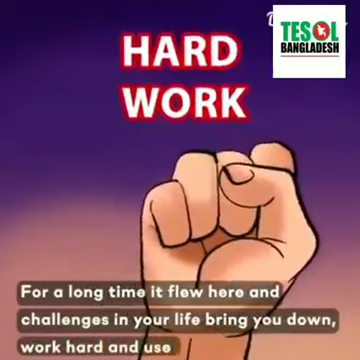 TESOL
BANGLADESH
HARD
WORK
For a long time it flew here and
challenges in your life bring you down,
work hard and use